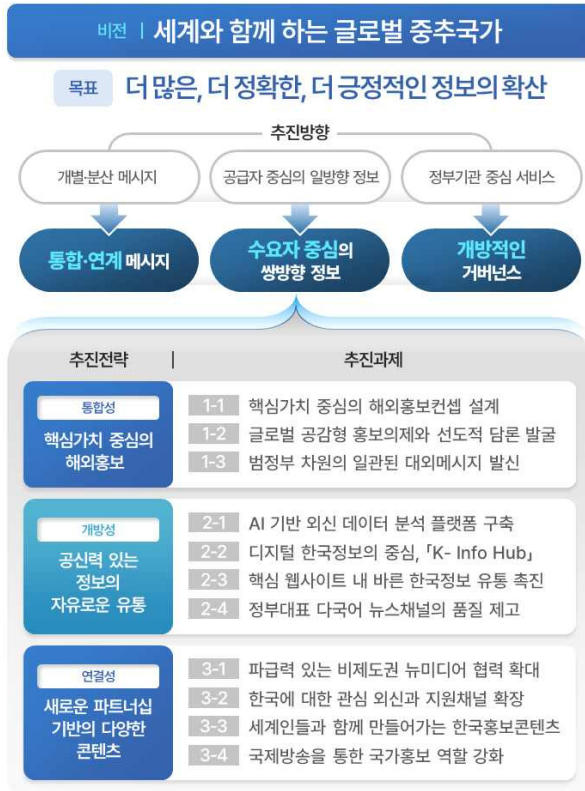 비전 | 세계와 함께 하는 글로벌 중추국가
목표 더 많은, 더 정확한, 더 긍정적인 정보의 확산
추진방향
개별·분산 메시지
공급자 중심의 일방향 정보
정부기관 중심 서비스
통합·연계 메시지
수요자 중심의
쌍방향 정보
개방적인
거버넌스
추진전략 | 추진과제
통합성
핵심가치 중심의
해외홍보
1-1 핵심가치 중심의 해외홍보컨셉 설계
1-2 글로벌 공감형 홍보의제와 선도적 담론 발굴
1-3 범정부 차원의 일관된 대외메시지 발신
개방성
공신력 있는
정보의
자유로운 유통
2-1 AI 기반 외신 데이터 분석 플랫폼 구축
2-2 디지털 한국정보의 중심, 「K- Info Hub」
2-3 핵심 웹사이트 내 바른 한국정보 유통 촉진
2-4 정부대표 다국어 뉴스채널의 품질 제고
연결성
새로운 파트너십
기반의 다양한
콘텐츠
3-1 파급력 있는 비제도권 뉴미디어 협력 확대
3-2 한국에 대한 관심 외신과 지원채널 확장
3-3 세계인들과 함께 만들어가는 한국홍보콘텐츠
3-4 국제방송을 통한 국가홍보 역할 강화